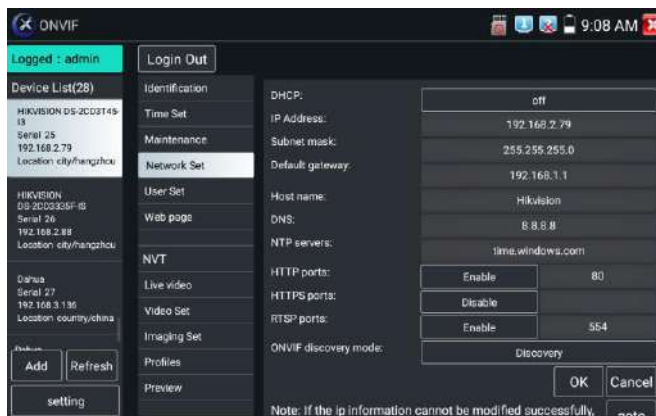 ONVIF
9:08 AM
Logged : admin
Login Out
Device List(28)
HIKVISION DS-2CD3T45-
I3
Serial 25
192.168.2.79
Location city/hangzhou
HIKVISION
DS-2CD3335F-IS
Serial 26
192.168.2.88
Location city/hangzhou
Dahua
Serial 27
192.168.3.136
Location country/china
Dahua
Add
Refresh
setting
Identification
Time Set
Maintenance
Network Set
User Set
Web page
NVT
Live video
Video Set
Imaging Set
Profiles
Preview
DHCP: off
IP Address: 192.168.2.79
Subnet mask: 255.255.255.0
Default gateway: 192.168.1.1
Host name: Hikvision
DNS: 8.8.8.8
NTP servers: time.windows.com
HTTP ports: Enable 80
HTTPS ports: Disable
RTSP ports: Enable 554
ONVIF discovery mode: Discovery
OK
Cancel
Note: If the ip information cannot be modified successfully,
note